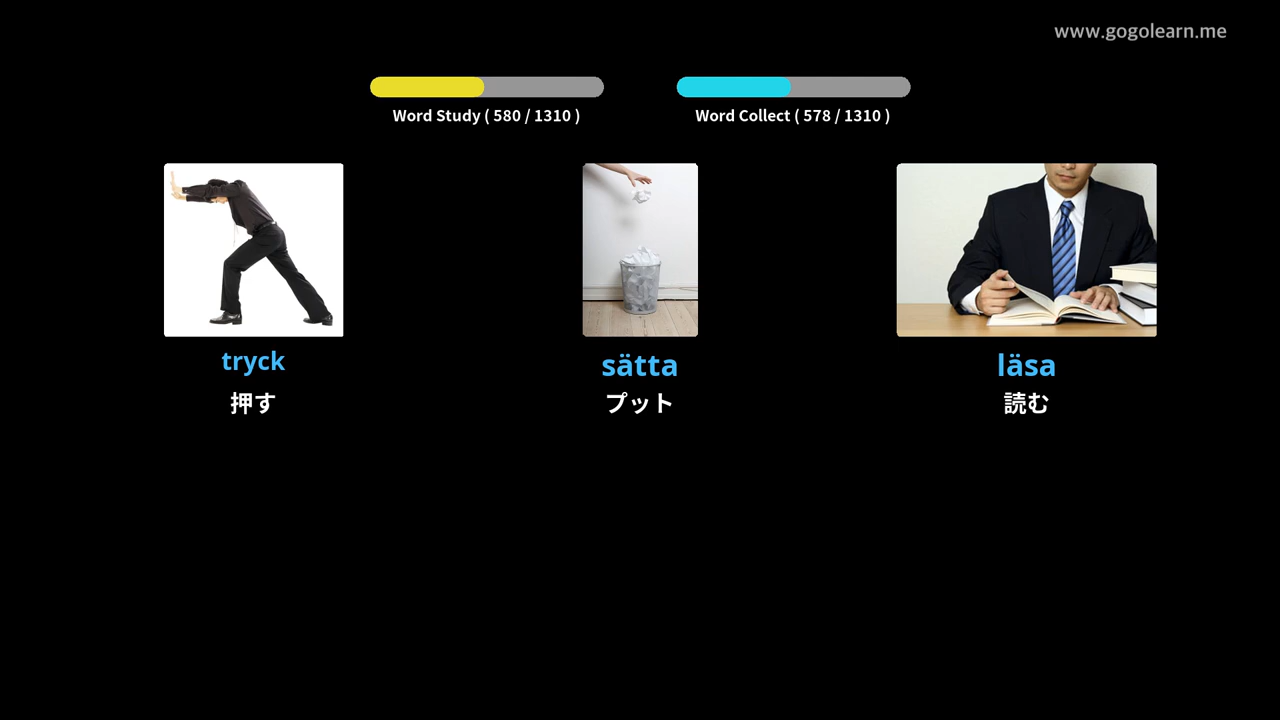 www.gogolearn.me
Word Study ( 580 / 1310 )
Word Collect ( 578 / 1310 )
tryck
sätta
läsa
押す
プット
読む